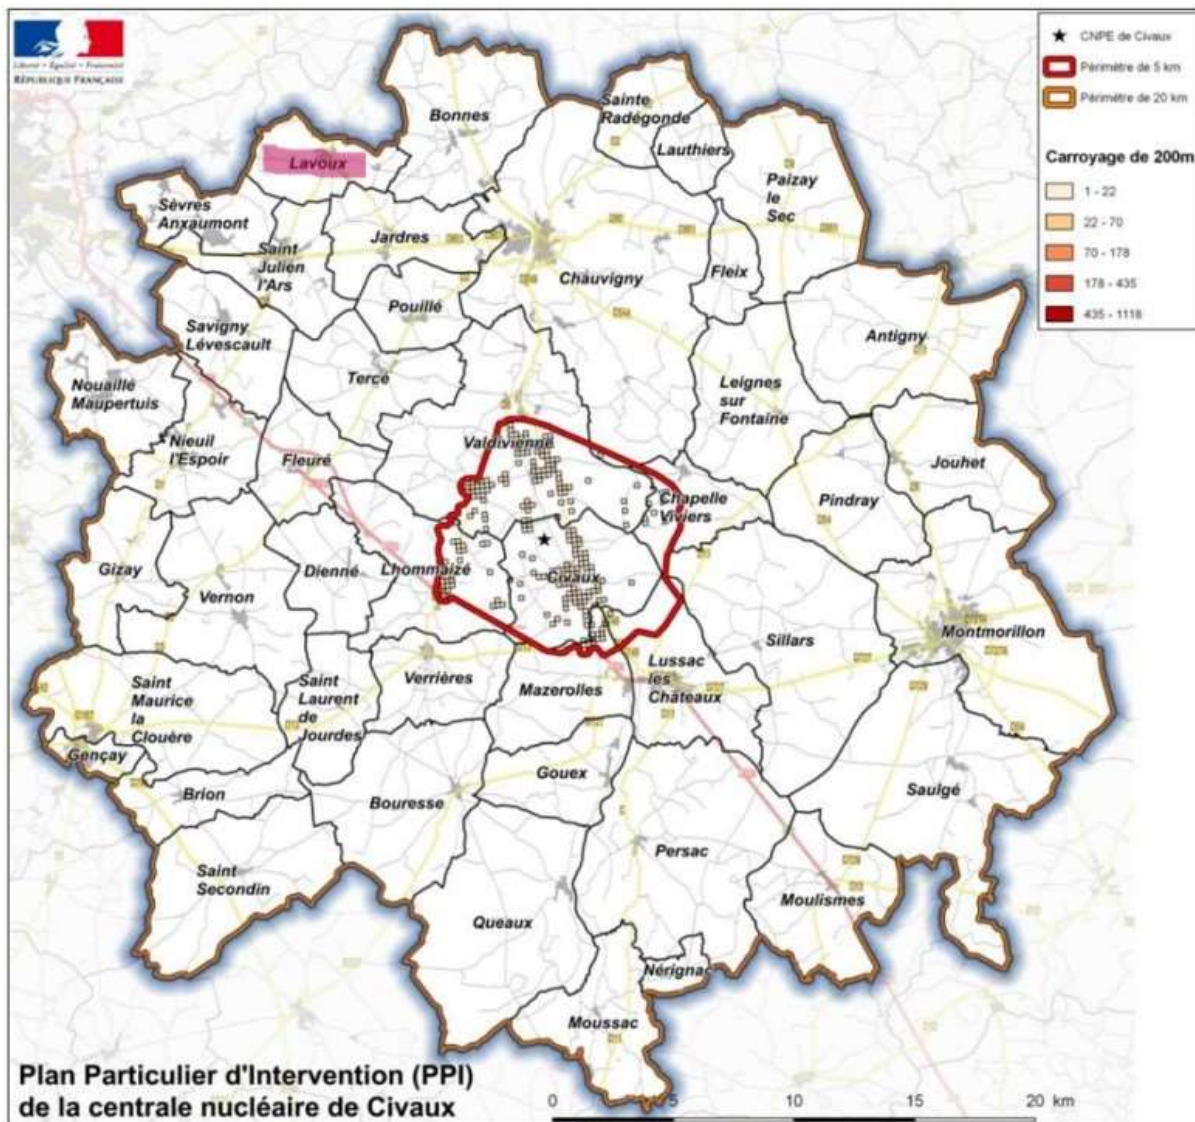 Liberté • Égalité • Fraternité
RÉPUBLIQUE FRANÇAISE
CNPE de Civaux
Périmètre de 5 km
Périmètre de 20 km
Carroyage de 200m
1 - 22
22 - 70
70 - 178
178 - 435
435 - 1118
Bonnes
Sainte
Radégonde
Lauthiers
Lavoux
Paizay
le
Sec
Sèvres
Anxaumont
Saint
Julien
l'Ars
Jardres
Chauvigny
Fleix
Pouillé
Savigny
Lévescault
Antigny
Tercé
Leignes
sur
Fontaine
Nouaillé
Maupertuis
Nieuil
l'Espoir
Fleuré
Valdivienne
Jouhet
Chapelle
Viviers
Pindray
Gizay
Vernon
Dienné
Lhommaizé
Civaux
Sillars
Montmorillon
Saint
Maurice
la
Clouère
Saint
Laurent
de
Jourdes
Verrières
Mazerolles
Lussac
les
Châteaux
Gençay
Brion
Bouresse
Gouex
Saulgé
Persac
Saint
Secondin
Queaux
Moulismes
Nérignac
Moussac
Plan Particulier d'Intervention (PPI)
de la centrale nucléaire de Civaux
0 5 10 15 20 km